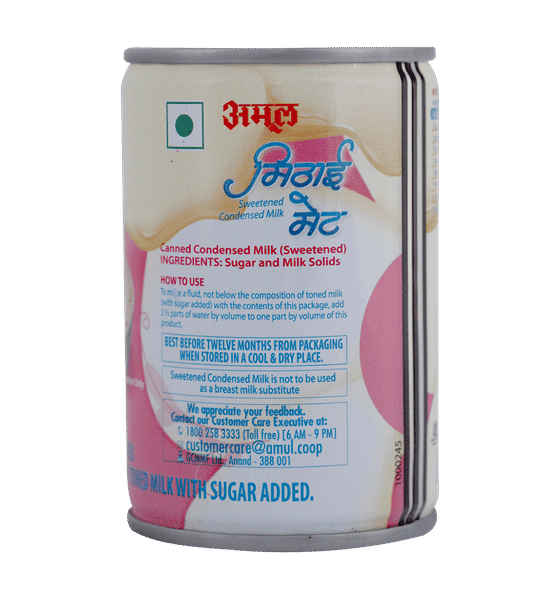 अमूल
मिठाई
Sweetened
Condensed Milk
मेट
Canned Condensed Milk (Sweetened)
INGREDIENTS: Sugar and Milk Solids
HOW TO USE
To make a fluid, not below the composition of toned milk
(with sugar added) with the contents of this package, add
2 ½ parts of water by volume to one part by volume of this
product.
BEST BEFORE TWELVE MONTHS FROM PACKAGING
WHEN STORED IN A COOL & DRY PLACE.
Sweetened Condensed Milk is not to be used
as a breast milk substitute
We appreciate your feedback.
Contact our Customer Care Executive at:
1800 258 3333 (Toll free) [6 AM - 9 PM]
customercare@amul.coop
GCMMF Ltd. Anand - 388 001
TONED MILK WITH SUGAR ADDED.
T000245